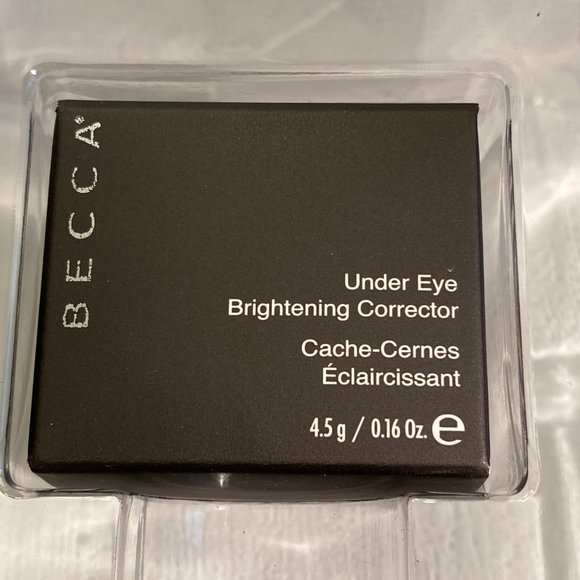 BECCA®
Under Eye
Brightening Corrector
Cache-Cernes
Éclaircissant
4.5 g / 0.16 Oz. e